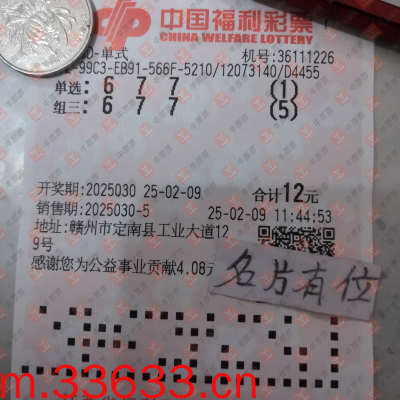 中国福利彩票
CHINA WELFARE LOTTERY
D-单式 机号:36111226
-99C3-EB91-566F-5210/12073140/D4455
单选: 6 7 7 (1)
组三: 6 7 7 (5)
开奖期:2025030 25-02-09 合计12元
销售期:2025030-5 25-02-09 11:44:53
地址:赣州市定南县工业大道12
9号
感谢您为公益事业贡献4.08元
名片有位
m.33633.cn